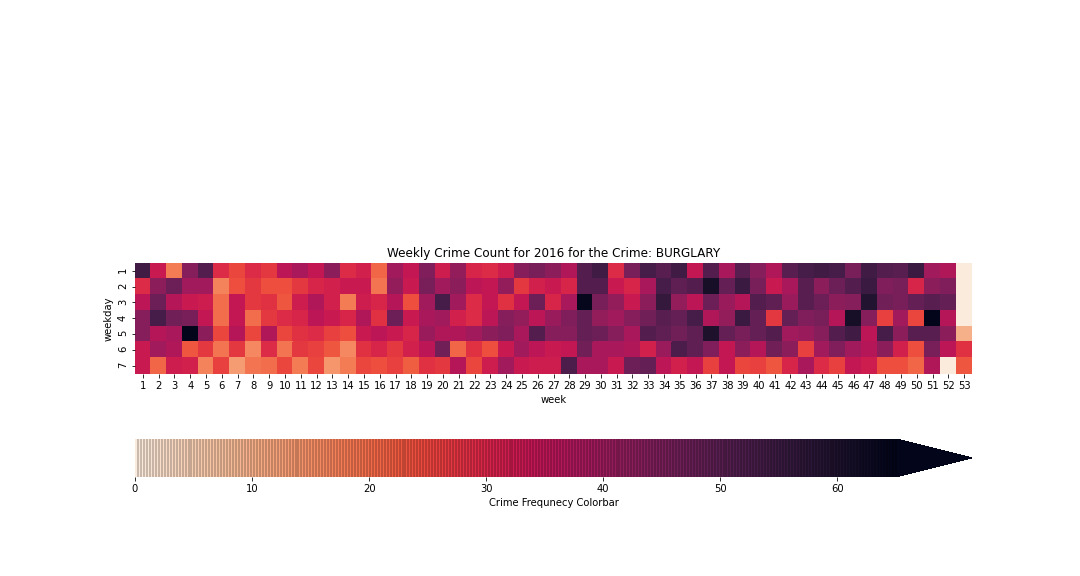 Weekly Crime Count for 2016 for the Crime: BURGLARY
weekday
1
2
3
4
5
6
7
1 2 3 4 5 6 7 8 9 10 11 12 13 14 15 16 17 18 19 20 21 22 23 24 25 26 27 28 29 30 31 32 33 34 35 36 37 38 39 40 41 42 43 44 45 46 47 48 49 50 51 52 53
week
0 10 20 30 40 50 60
Crime Frequnecy Colorbar